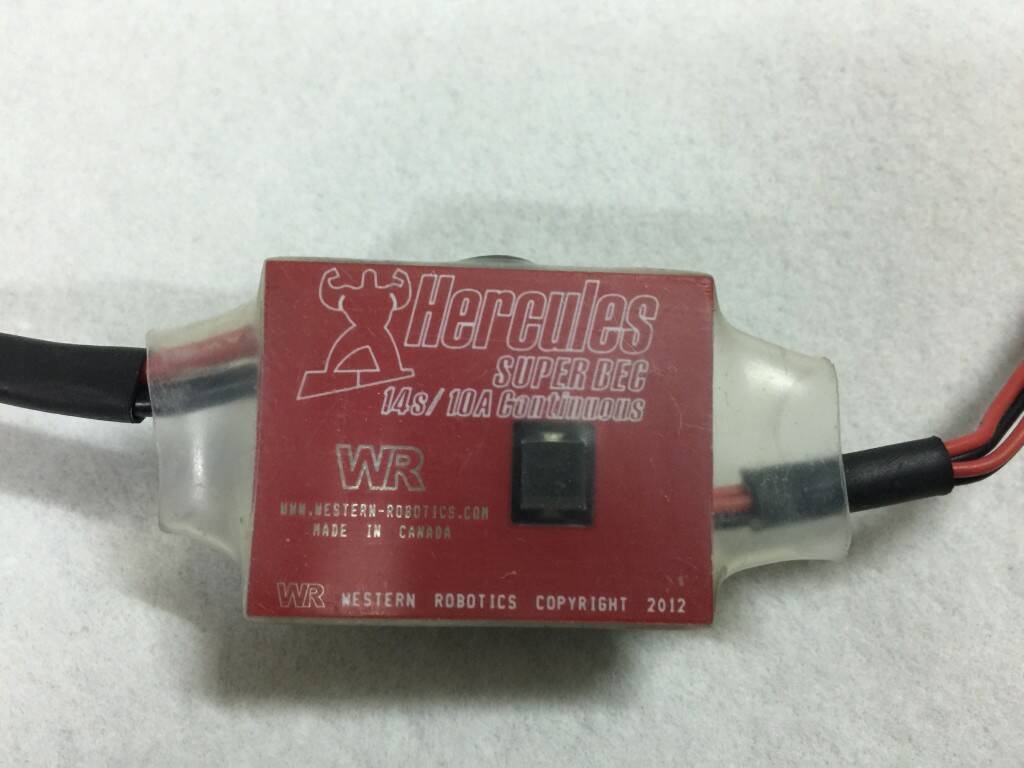 Hercules
SUPER BEC
14s/10A Continuous
WR
WWW.WESTERN-ROBOTICS.COM
MADE IN CANADA
WR WESTERN ROBOTICS COPYRIGHT 2012